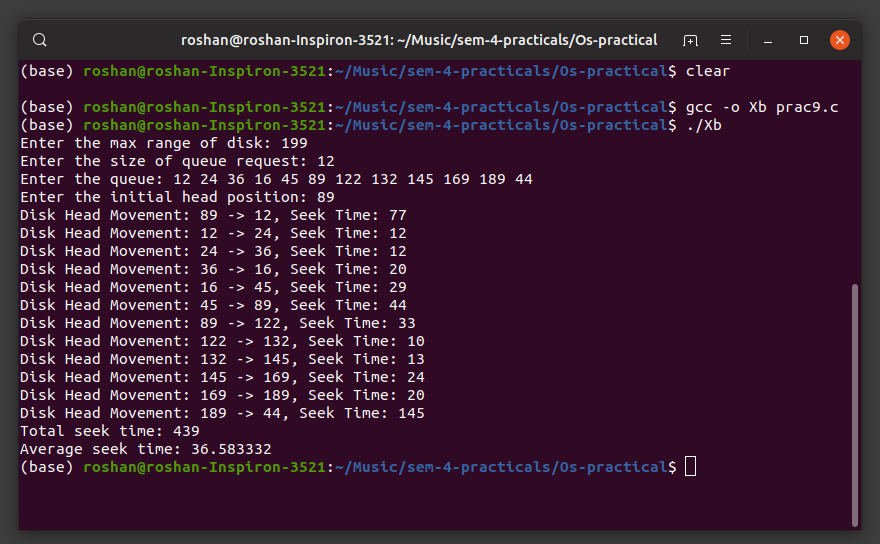 roshan@roshan-Inspiron-3521: ~/Music/sem-4-practicals/Os-practical
(base) roshan@roshan-Inspiron-3521:~/Music/sem-4-practicals/Os-practical$ clear
(base) roshan@roshan-Inspiron-3521:~/Music/sem-4-practicals/Os-practical$ gcc -o Xb prac9.c
(base) roshan@roshan-Inspiron-3521:~/Music/sem-4-practicals/Os-practical$ ./Xb
Enter the max range of disk: 199
Enter the size of queue request: 12
Enter the queue: 12 24 36 16 45 89 122 132 145 169 189 44
Enter the initial head position: 89
Disk Head Movement: 89 -> 12, Seek Time: 77
Disk Head Movement: 12 -> 24, Seek Time: 12
Disk Head Movement: 24 -> 36, Seek Time: 12
Disk Head Movement: 36 -> 16, Seek Time: 20
Disk Head Movement: 16 -> 45, Seek Time: 29
Disk Head Movement: 45 -> 89, Seek Time: 44
Disk Head Movement: 89 -> 122, Seek Time: 33
Disk Head Movement: 122 -> 132, Seek Time: 10
Disk Head Movement: 132 -> 145, Seek Time: 13
Disk Head Movement: 145 -> 169, Seek Time: 24
Disk Head Movement: 169 -> 189, Seek Time: 20
Disk Head Movement: 189 -> 44, Seek Time: 145
Total seek time: 439
Average seek time: 36.583332
(base) roshan@roshan-Inspiron-3521:~/Music/sem-4-practicals/Os-practical$